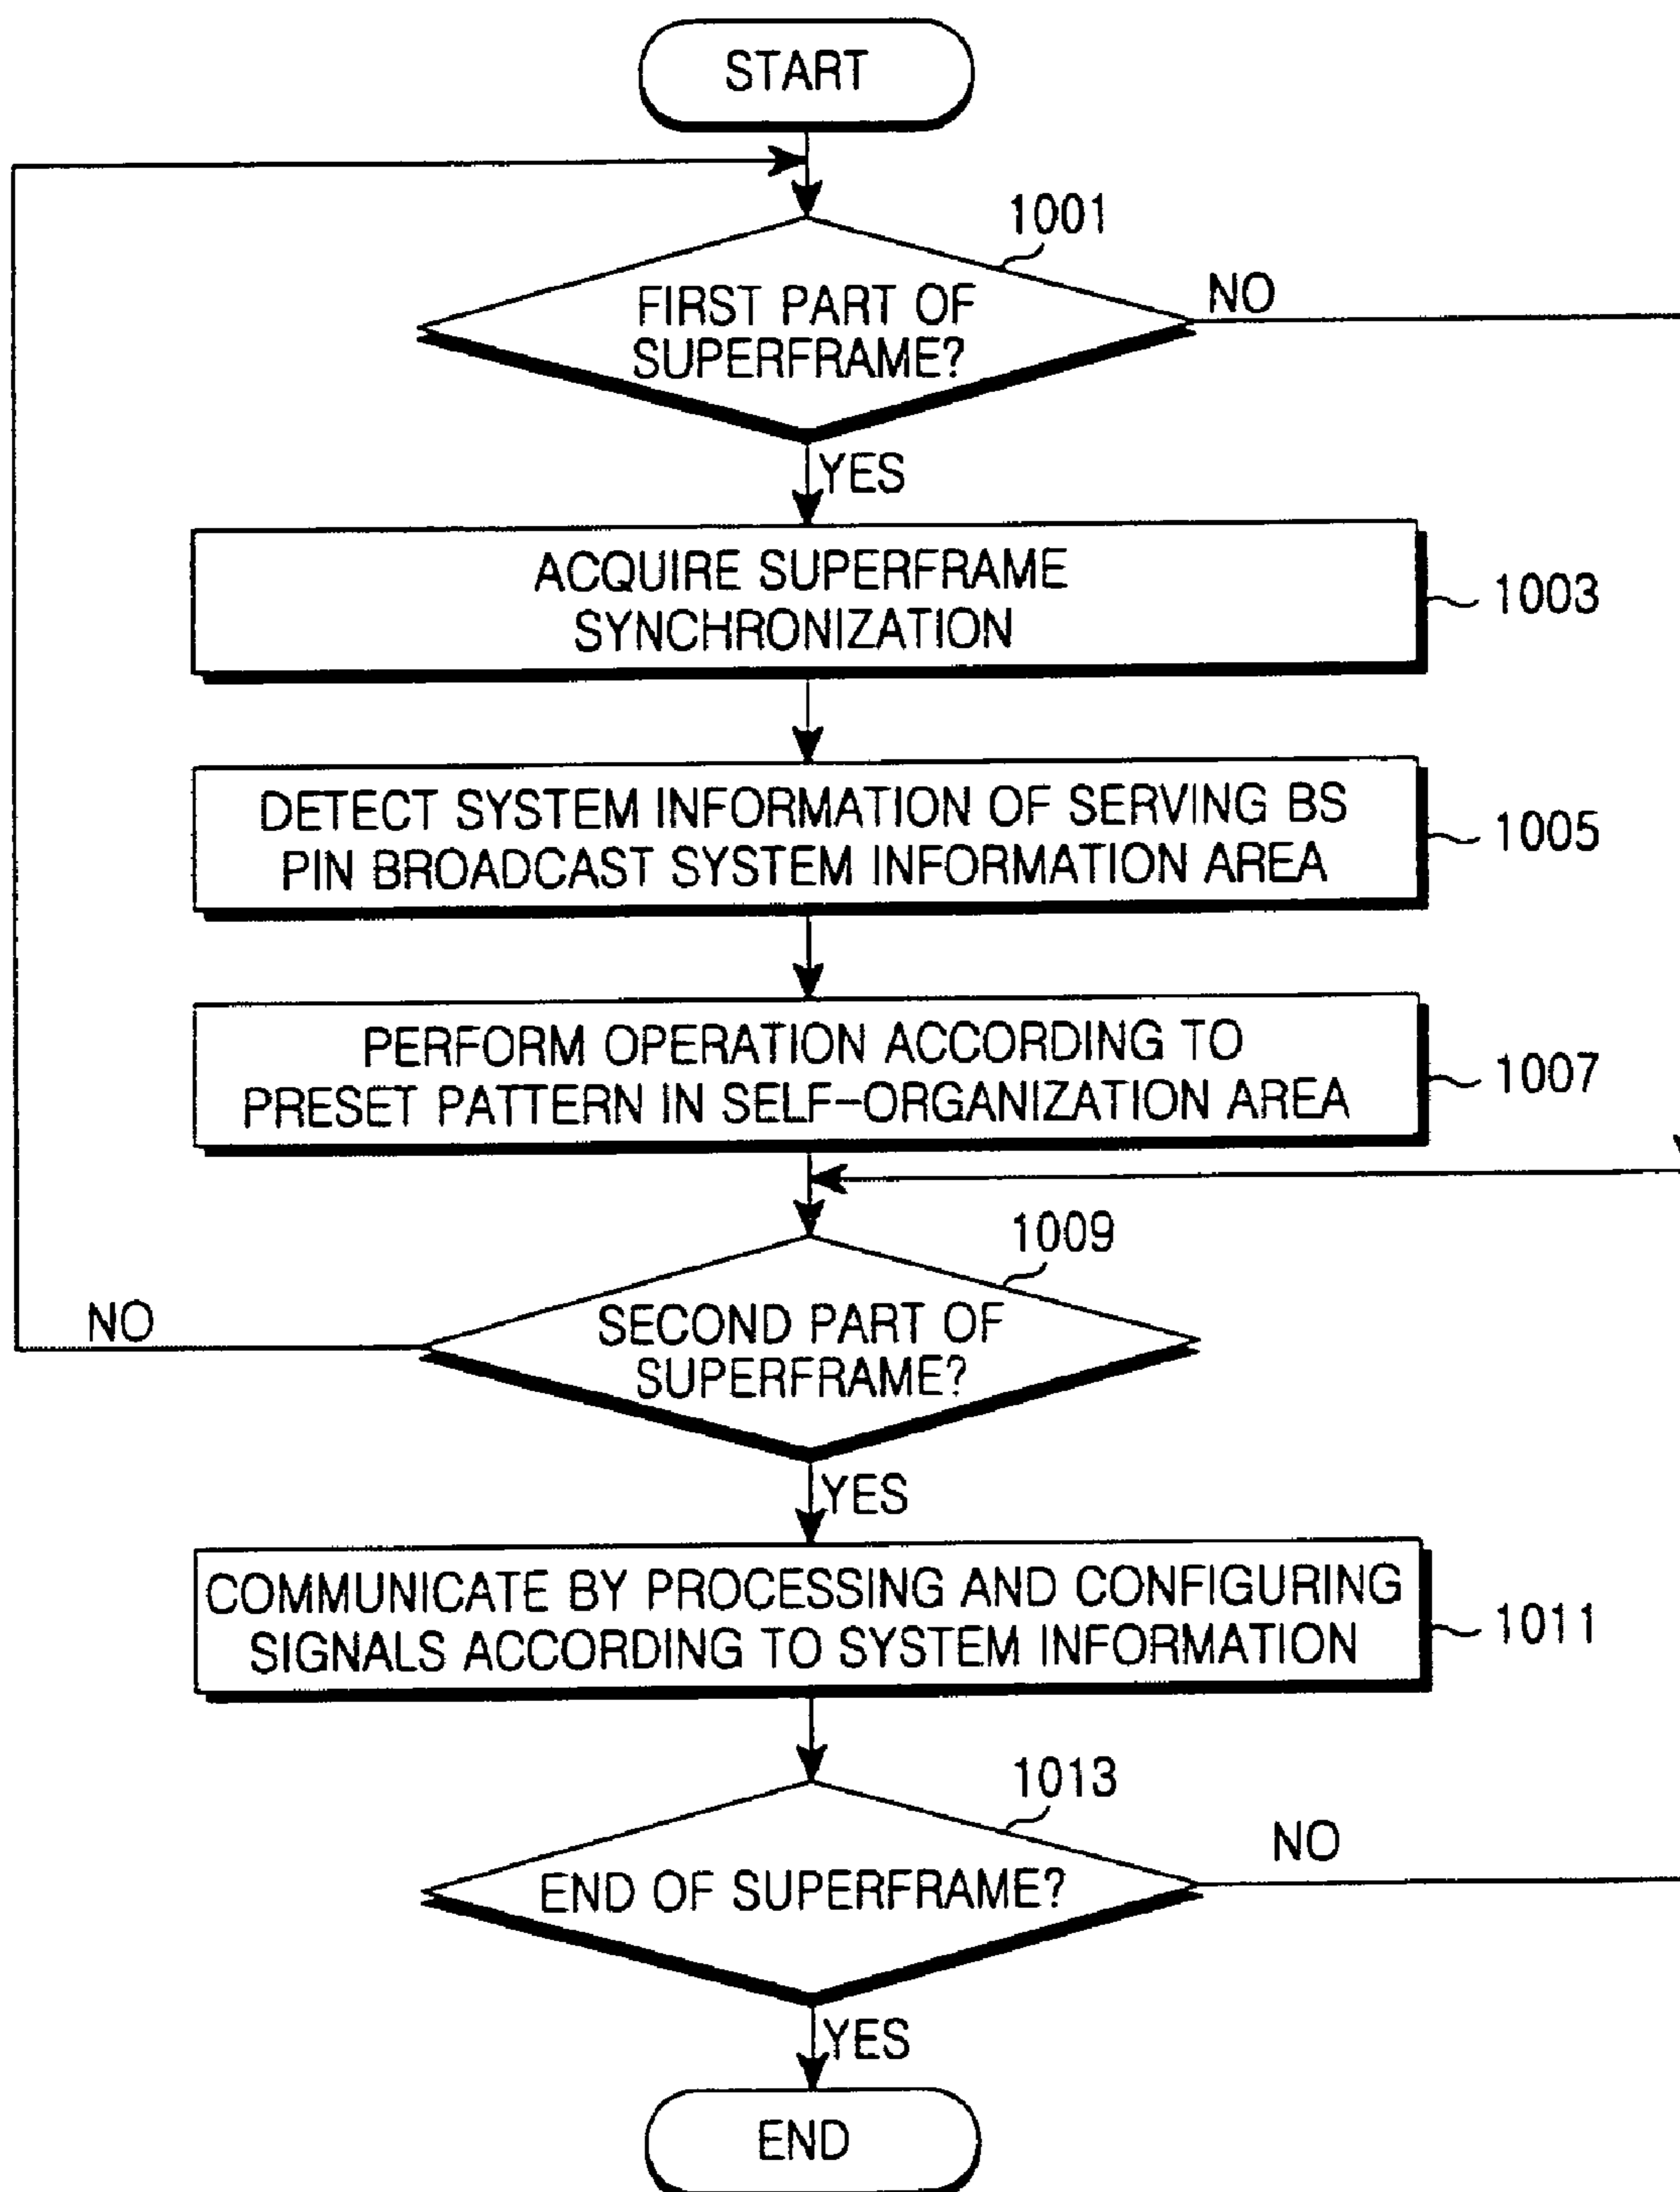 START
1001
NO
FIRST PART OF
SUPERFRAME?
YES
ACQUIRE SUPERFRAME
SYNCHRONIZATION
1003
DETECT SYSTEM INFORMATION OF SERVING BS
PIN BROADCAST SYSTEM INFORMATION AREA
1005
PERFORM OPERATION ACCORDING TO
PRESET PATTERN IN SELF-ORGANIZATION AREA
1007
1009
NO
SECOND PART OF
SUPERFRAME?
YES
COMMUNICATE BY PROCESSING AND CONFIGURING
SIGNALS ACCORDING TO SYSTEM INFORMATION
1011
1013
NO
END OF SUPERFRAME?
YES
END